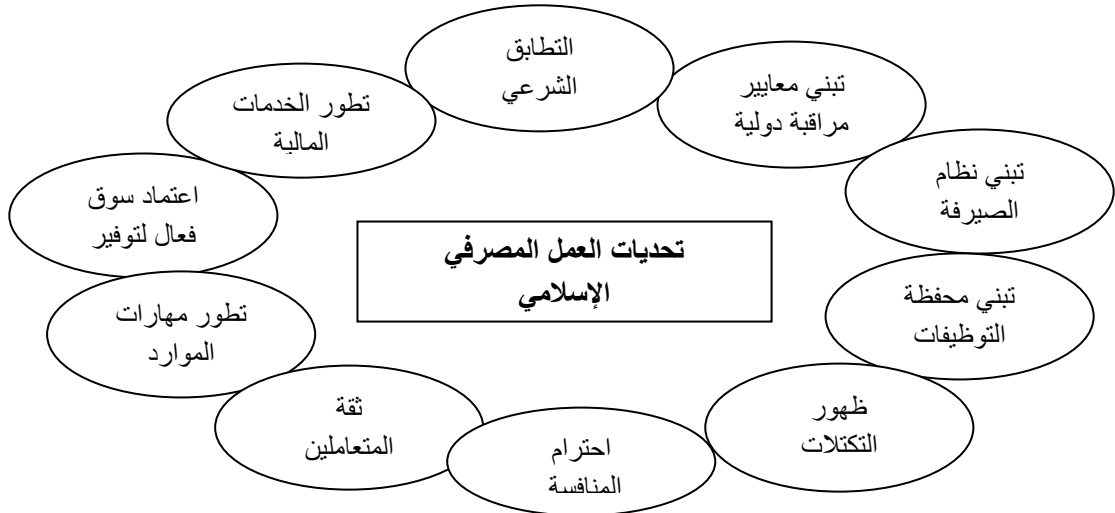 التطابق
الشرعي
تبني معايير
مراقبة دولية
تبني نظام
الصيرفة
تبني محفظة
التوظيفات
ظهور
التكتلات
احترام
المنافسة
ثقة
المتعاملين
تطور مهارات
الموارد
اعتماد سوق
فعال لتوفير
تطور الخدمات
المالية
تحديات العمل المصرفي
الإسلامي